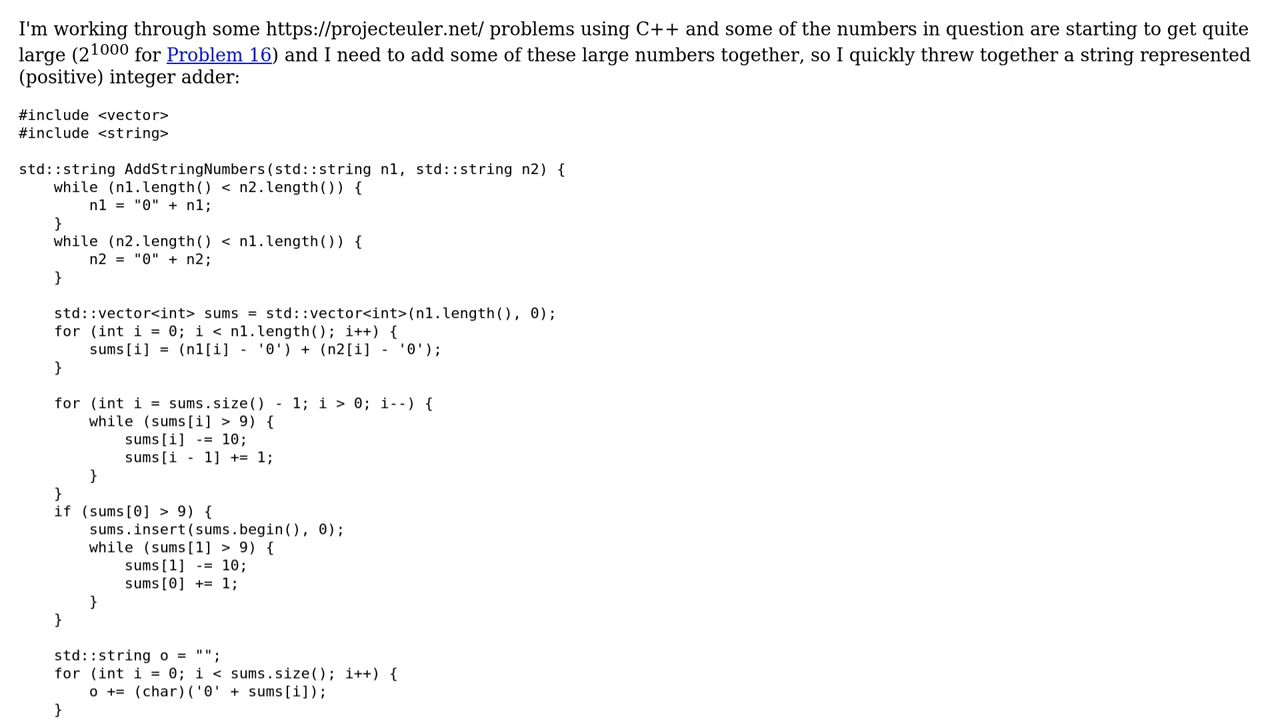 I'm working through some https://projecteuler.net/ problems using C++ and some of the numbers in question are starting to get quite
large (2^1000 for Problem 16) and I need to add some of these large numbers together, so I quickly threw together a string represented
(positive) integer adder:
#include <vector>
#include <string>
std::string AddStringNumbers(std::string n1, std::string n2) {
    while (n1.length() < n2.length()) {
        n1 = "0" + n1;
    }
    while (n2.length() < n1.length()) {
        n2 = "0" + n2;
    }
    std::vector<int> sums = std::vector<int>(n1.length(), 0);
    for (int i = 0; i < n1.length(); i++) {
        sums[i] = (n1[i] - '0') + (n2[i] - '0');
    }
    for (int i = sums.size() - 1; i > 0; i--) {
        while (sums[i] > 9) {
            sums[i] -= 10;
            sums[i - 1] += 1;
        }
    }
    if (sums[0] > 9) {
        sums.insert(sums.begin(), 0);
        while (sums[1] > 9) {
            sums[1] -= 10;
            sums[0] += 1;
        }
    }
    std::string o = "";
    for (int i = 0; i < sums.size(); i++) {
        o += (char)('0' + sums[i]);
    }